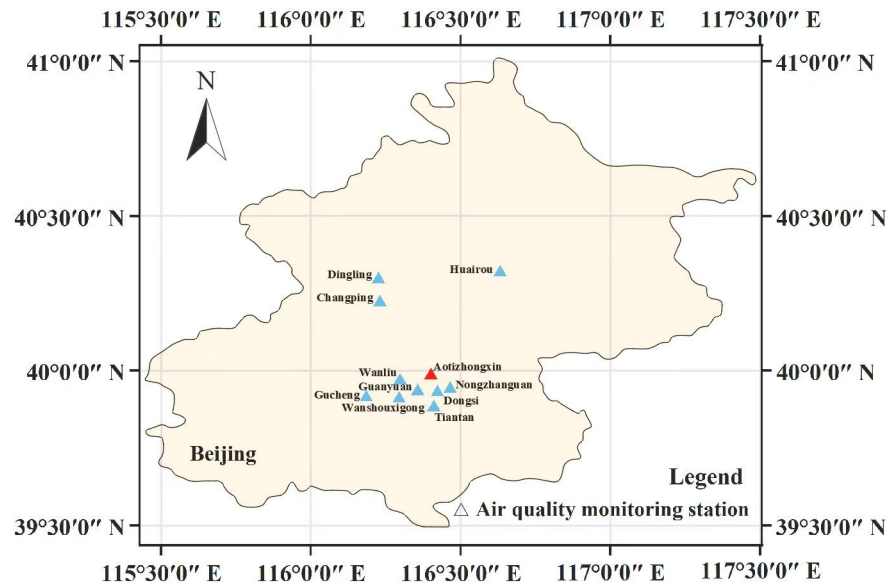 115°30′0″ E 116°0′0″ E 116°30′0″ E 117°0′0″ E 117°30′0″ E
41°0′0″ N 41°0′0″ N
N
40°30′0″ N 40°30′0″ N
Dingling Huairou
Changping
40°0′0″ N 40°0′0″ N
Aotizhongxin
Wanliu
Guanyuan Nongzhanguan
Gucheng Dongsi
Wanshouxigong
Tiantan
Beijing
Legend
Air quality monitoring station
39°30′0″ N 39°30′0″ N
115°30′0″ E 116°0′0″ E 116°30′0″ E 117°0′0″ E 117°30′0″ E